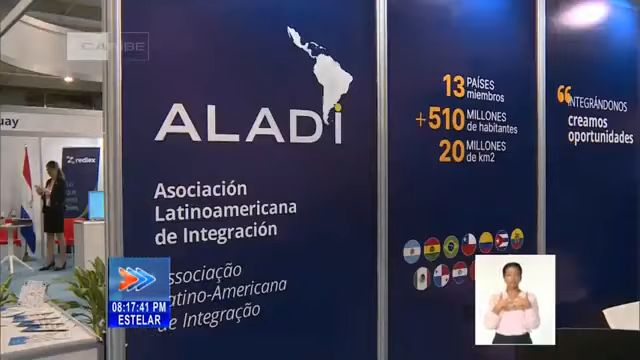 CARIBE
uay
rediex
ALADI
Asociación
Latinoamericana
de Integración
Associação
Latino-Americana
de Integração
13 PAÍSES
miembros
+510 MILLONES
de habitantes
20 MILLONES
de km2
“ INTEGRÁNDONOS
creamos
oportunidades
08:17:41 PM
ESTELAR